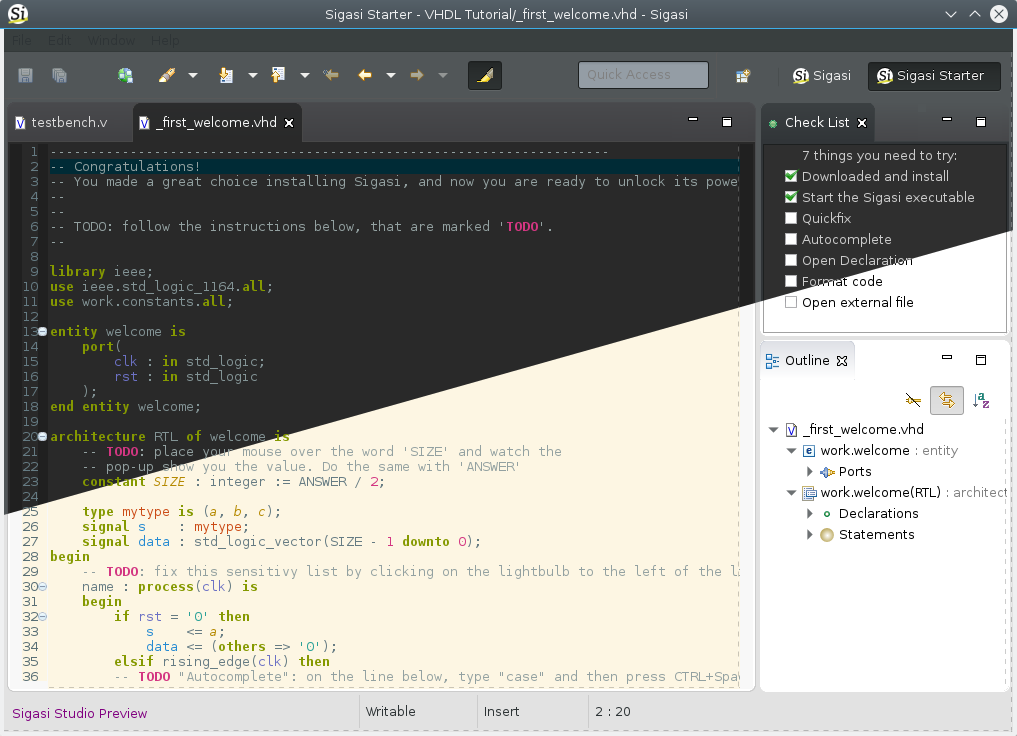 Sigasi Starter - VHDL Tutorial/_first_welcome.vhd - Sigasi
File Edit Window Help
Quick Access
Sigasi
Sigasi Starter
testbench.v
_first_welcome.vhd
1 ----------------------------------------------------------------------
2 -- Congratulations!
3 -- You made a great choice installing Sigasi, and now you are ready to unlock its powe
4 --
5 --
6 -- TODO: follow the instructions below, that are marked 'TODO'.
7 --
8
9 library ieee;
10 use ieee.std_logic_1164.all;
11 use work.constants.all;
12
13 entity welcome is
14 port(
15 clk : in std_logic;
16 rst : in std_logic
17 );
18 end entity welcome;
19
20 architecture RTL of welcome is
21 -- TODO: place your mouse over the word 'SIZE' and watch the
22 -- pop-up show you the value. Do the same with 'ANSWER'
23 constant SIZE : integer := ANSWER / 2;
24
25 type mytype is (a, b, c);
26 signal s : mytype;
27 signal data : std_logic_vector(SIZE - 1 downto 0);
28 begin
29 -- TODO: fix this sensitivy list by clicking on the lightbulb to the left of the l
30 name : process(clk) is
31 begin
32 if rst = '0' then
33 s <= a;
34 data <= (others => '0');
35 elsif rising_edge(clk) then
36 -- TODO "Autocomplete": on the line below, type "case" and then press CTRL+Spa
Check List
7 things you need to try:
Downloaded and install
Start the Sigasi executable
Quickfix
Autocomplete
Open Declaration
Format code
Open external file
Outline
_first_welcome.vhd
work.welcome : entity
Ports
work.welcome(RTL) : architect
Declarations
Statements
Sigasi Studio Preview
Writable
Insert
2 : 20